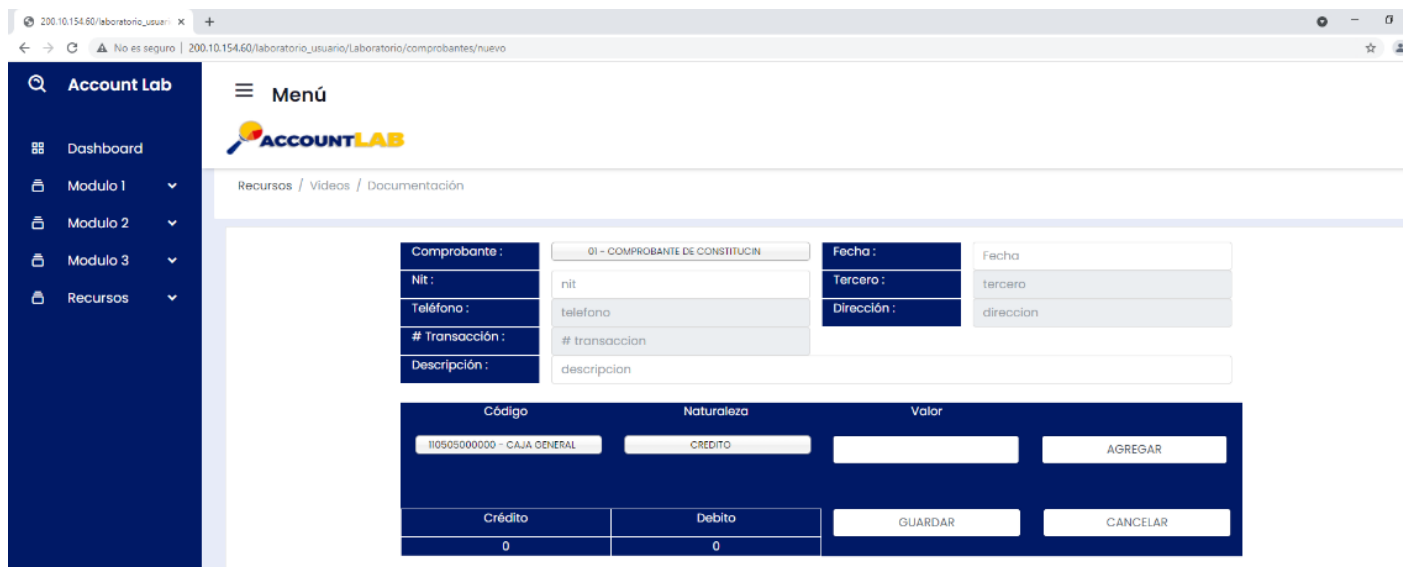 200.10.154.60/laboratorio_usuari
No es seguro | 200.10.154.60/laboratorio_usuario/Laboratorio/comprobantes/nuevo
Account Lab
Menú
ACCOUNTLAB
Dashboard
Modulo 1
Recursos / Videos / Documentación
Modulo 2
Modulo 3
Recursos
Comprobante : 01 - COMPROBANTE DE CONSTITUCIN Fecha : Fecha
Nit : nit Tercero : tercero
Teléfono : telefono Dirección : direccion
# Transacción : # transaccion
Descripción : descripcion
Código Naturaleza Valor
110505000000 - CAJA GENERAL CREDITO AGREGAR
Crédito Debito GUARDAR CANCELAR
0 0